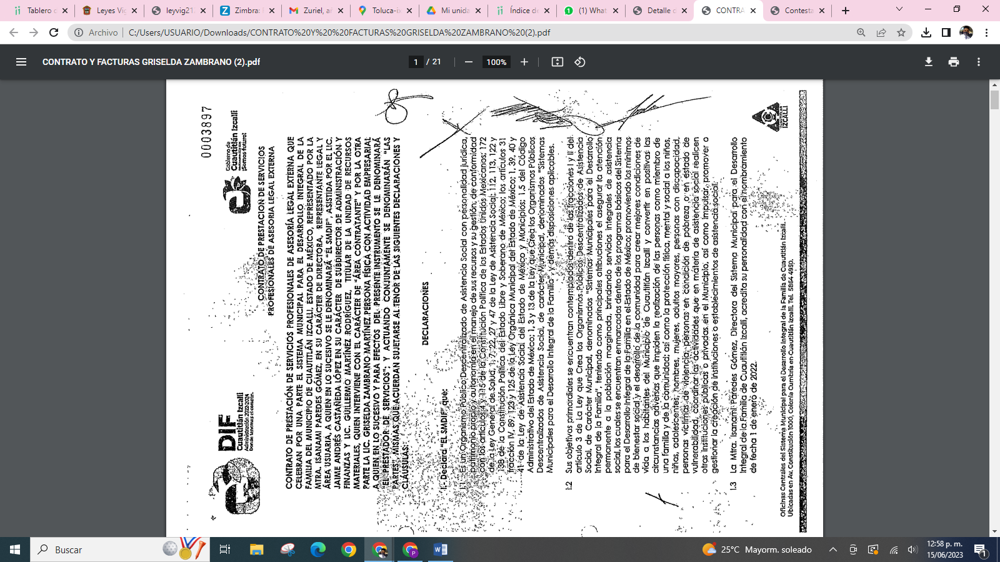 Tablero d
Leyes Vig
leyvig21
Zimbra: 
Zuriel, ar
Toluca-ix
Mi unida
Índice de
(1) What
Detalle d
CONTRA
Contesta
Archivo
C:/Users/USUARIO/Downloads/CONTRATO%20Y%20%20FACTURAS%20GRISELDA%20ZAMBRANO%20(2).pdf
CONTRATO Y FACTURAS GRISELDA ZAMBRANO (2).pdf
1 / 21
100%
0003897
DIF
Cuautitlán Izcalli
Administración 2022-2024
Donde tenemos el corazón.
Gobierno de
Cuautitlán Izcalli
¡Somos futuro!
CONTRATO DE PRESTACION DE SERVICIOS
PROFESIONALES DE ASESORIA LEGAL EXTERNA
CONTRATO DE PRESTACIÓN DE SERVICIOS PROFESIONALES DE ASESORÍA LEGAL EXTERNA QUE
CELEBRAN POR UNA PARTE EL SISTEMA MUNICIPAL PARA EL DESARROLLO INTEGRAL DE LA
FAMILIA DEL MUNICIPIO DE CUAUTITLÁN IZCALLI, ESTADO DE MÉXICO, REPRESENTADO POR LA
MTRA. ISANAMI PAREDES GÓMEZ, EN SU CARÁCTER DE DIRECTORA, REPRESENTANTE LEGAL Y
ÁREA USUARIA, A QUIEN EN LO SUCESIVO SE LE DENOMINARÁ "EL SMDIF", ASISTIDA POR EL LIC.
JAIME ANDRÉS CASTAÑEDA LÓPEZ EN SU CARÁCTER DE SUBDIRECTOR DE ADMINISTRACIÓN Y
FINANZAS Y LIC. GUILLERMO MARTÍNEZ RODRÍGUEZ, TITULAR DE LA UNIDAD DE RECURSOS
MATERIALES, QUIEN INTERVIENE CON EL CARÁCTER DE "ÁREA CONTRATANTE" Y POR LA OTRA
PARTE LA LIC. GRISELDA ZAMBRANO MARTÍNEZ PERSONA FÍSICA CON ACTIVIDAD EMPRESARIAL
A QUIEN EN LO SUCESIVO Y PARA EFECTOS DEL PRESENTE INSTRUMENTO SE LE DENOMINARÁ
"EL PRESTADOR DE SERVICIOS"; Y ACTUANDO CONJUNTAMENTE SE DENOMINARÁN "LAS
PARTES", MISMAS QUE ACUERDAN SUJETARSE AL TENOR DE LAS SIGUIENTES DECLARACIONES Y
CLÁUSULAS:
DECLARACIONES
I.- Declara "EL SMDIF" que:
I.1 Es un Organismo Público Descentralizado de Asistencia Social con personalidad jurídica,
patrimonio propio y autonomía en el manejo de sus recursos y su gestión, de conformidad
con los artículos 4 y 115 de la Constitución Política de los Estados Unidos Mexicanos; 172
de la Ley General de Salud; 1, 7, 22, 27 y 47 de la Ley de Asistencia Social; 112, 113, 122 y
138 de la Constitución Política del Estado Libre y Soberano de México; los artículos 31
fracción IV, 89, 123 y 125 de la Ley Orgánica Municipal del Estado de México; 1, 39, 40 y
41 de la Ley de Asistencia Social del Estado de México y Municipios; 1.5 del Código
Administrativo del Estado de México; 1, 3 y 13 de la Ley que Crea los Organismos Públicos
Descentralizados de Asistencia Social, de carácter Municipal, denominados "Sistemas
Municipales para el Desarrollo Integral de la Familia", y demás disposiciones aplicables.
I.2 Sus objetivos primordiales se encuentran contemplados dentro de las fracciones I y II del
artículo 3 de La Ley que Crea los Organismos Públicos Descentralizados de Asistencia
Social, de Carácter Municipal, denominados "Sistemas Municipales para el Desarrollo
Integral de la Familia", teniendo como principales atribuciones el asegurar la atención
permanente a la población marginada, brindando servicios integrales de asistencia
social, los cuales se encuentran enmarcados dentro de los programas básicos del Sistema
para el Desarrollo Integral de la Familia en el Estado de México; promoviendo los mínimos
de bienestar social y el desarrollo de la comunidad para crear mejores condiciones de
vida a los habitantes del Municipio de Cuautitlán Izcalli y convertir en positivas las
circunstancias adversas que impiden la realización de las personas como miembro de
una familia y de la comunidad; así como la protección física, mental y social a los niños,
niñas, adolescentes, hombres, mujeres, adultos mayores, personas con discapacidad,
personas víctimas de violencia, personas en condición de pobreza o en estado de
vulnerabilidad, coordinar las actividades que en materia de asistencia social realicen
otras instituciones públicas o privadas en el Municipio, así como impulsar, promover o
gestionar la creación de instituciones o establecimientos de asistencia social.
I.3 La Mtra. Isanami Paredes Gómez, Directora del Sistema Municipal para el Desarrollo
Integral de la Familia de Cuautitlán Izcalli, acredita su personalidad con el nombramiento
de fecha 1 de enero de 2022.
Oficinas Centrales del Sistema Municipal para el Desarrollo Integral de la Familia de Cuautitlán Izcalli.
Ubicadas en Av. Constitución 1000, Colonia Cumbria en Cuautitlán Izcalli. Tel. 5864 4950.
CUAUTITLÁN
IZCALLI
Buscar
25°C Mayorm. soleado
12:58 p. m.
15/06/2023
1